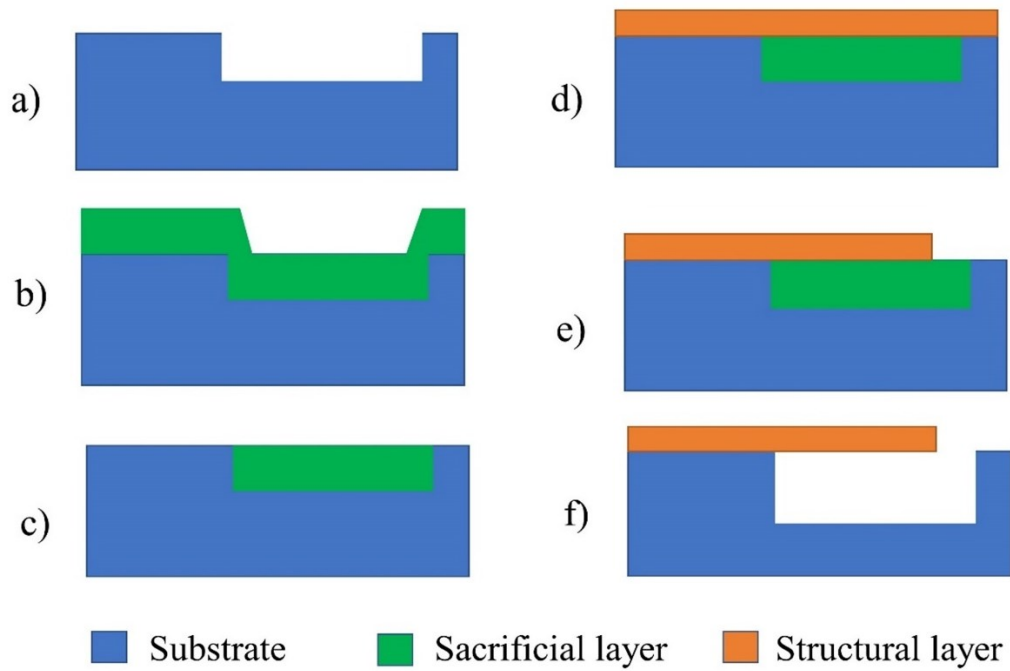 a)
b)
c)
d)
e)
f)
Substrate
Sacrificial layer
Structural layer